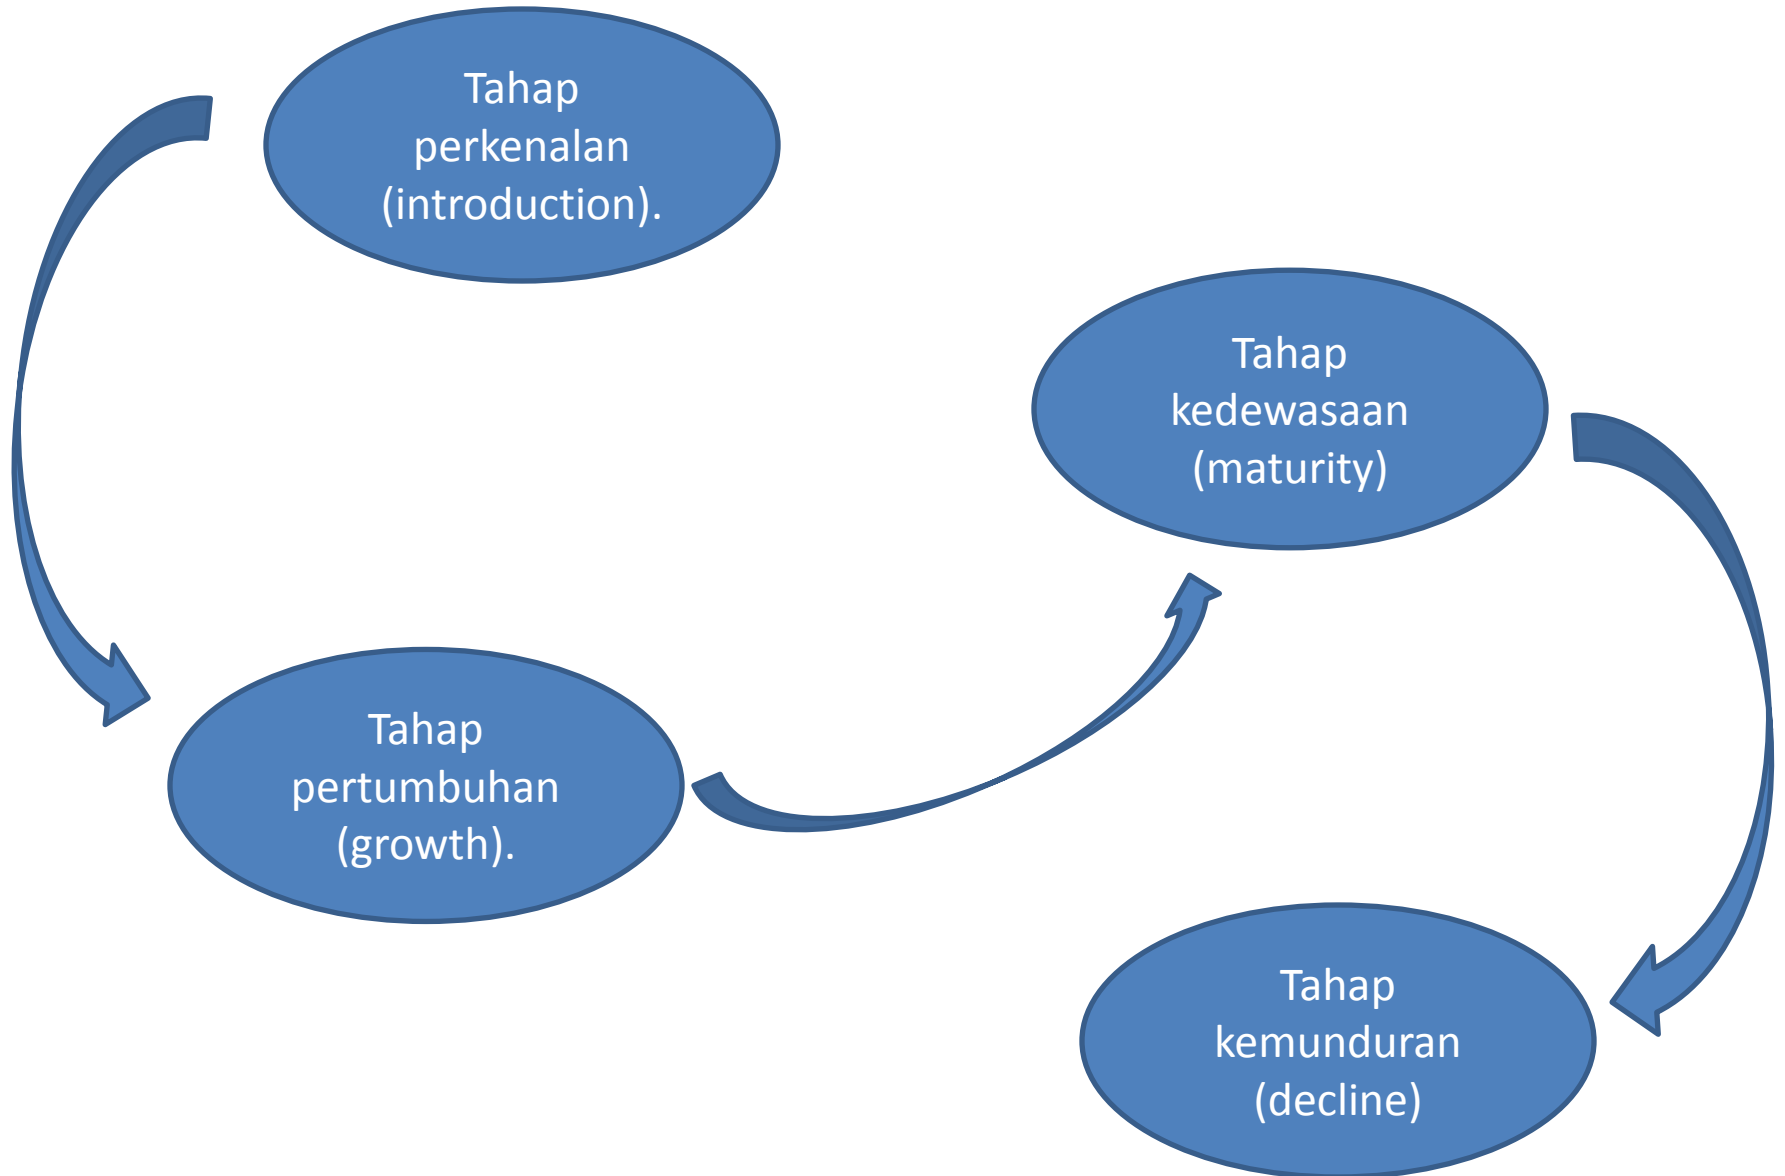 Tahap
perkenalan
(introduction).
Tahap
pertumbuhan
(growth).
Tahap
kedewasaan
(maturity)
Tahap
kemunduran
(decline)